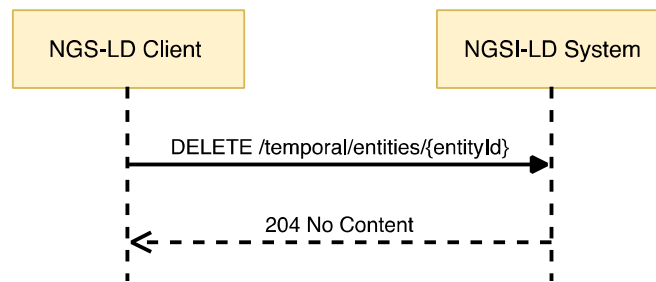 NGS-LD Client
NGSI-LD System
DELETE /temporal/entities/{entityId}
204 No Content